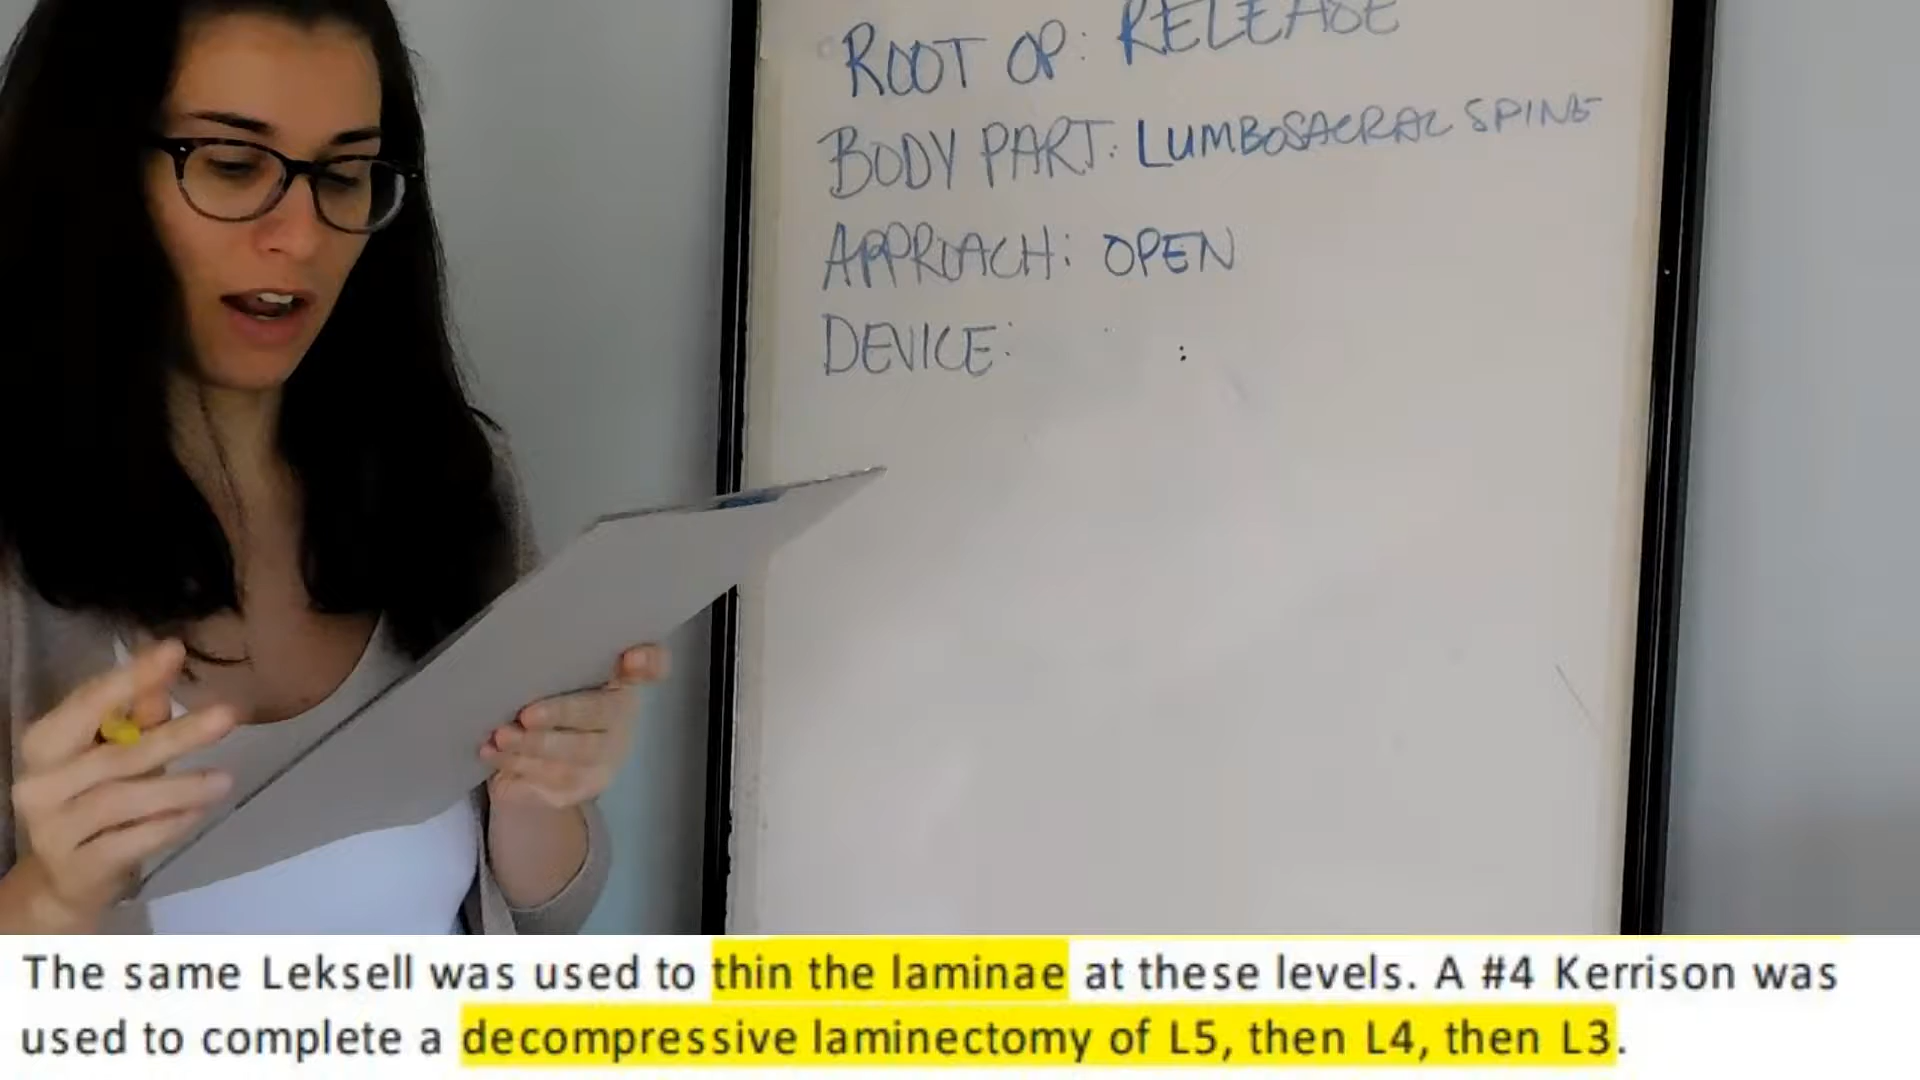 ROOT OP: RELEASE
BODY PART: LUMBOSACRAL SPINE
APPROACH: OPEN
DEVICE:
The same Leksell was used to thin the laminae at these levels. A #4 Kerrison was
used to complete a decompressive laminectomy of L5, then L4, then L3.